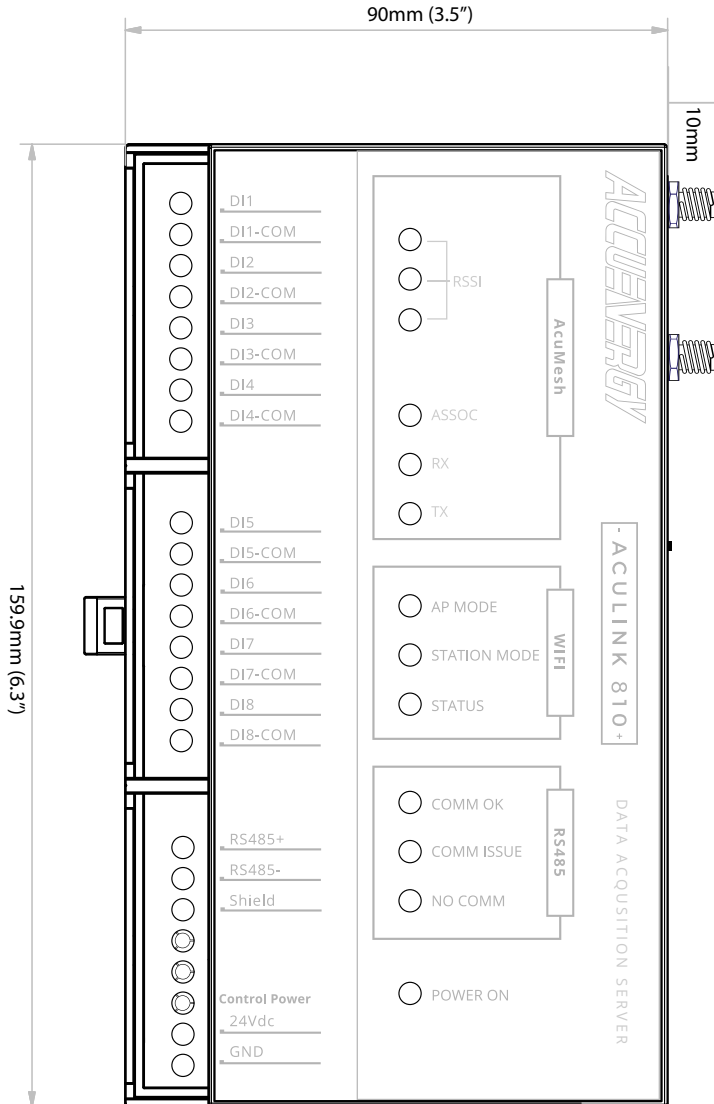 90mm (3.5”)
10mm
159.9mm (6.3”)
DI1
DI1-COM
DI2
DI2-COM
DI3
DI3-COM
DI4
DI4-COM
DI5
DI5-COM
DI6
DI6-COM
DI7
DI7-COM
DI8
DI8-COM
RS485+
RS485-
Shield
Control Power
24Vdc
GND
RSSI
ASSOC
RX
TX
AcuMesh
AP MODE
STATION MODE
STATUS
WIFI
COMM OK
COMM ISSUE
NO COMM
RS485
POWER ON
ACCUENERGY
- ACULINK 810+
DATA ACQUSITION SERVER